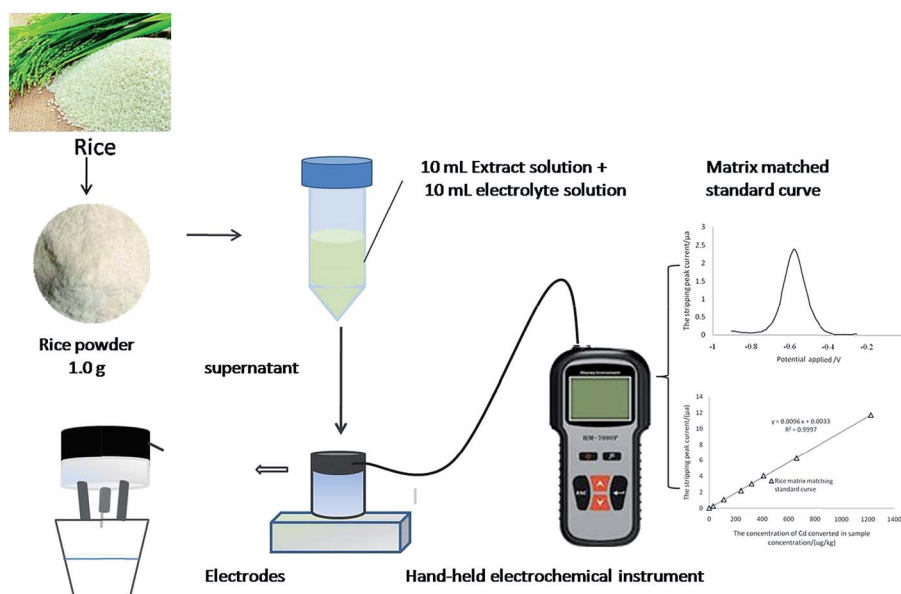 Rice
Rice powder
1.0 g
10 mL Extract solution +
10 mL electrolyte solution
supernatant
Electrodes
Hand-held electrochemical instrument
HM-7000P
ESC
Matrix matched
standard curve
The stripping peak current/μa
3
2.5
2
1.5
1
0.5
0
-1 -0.8 -0.6 -0.4 -0.2
Potential applied /V
The stripping peak current/(μa)
14
12
10
8
6
4
2
0
y = 0.0096 x + 0.0033
R² = 0.9997
Rice matrix matching
standard curve
0 200 400 600 800 1000 1200
The concentration of Cd converted in sample
concentration/(ug/kg)